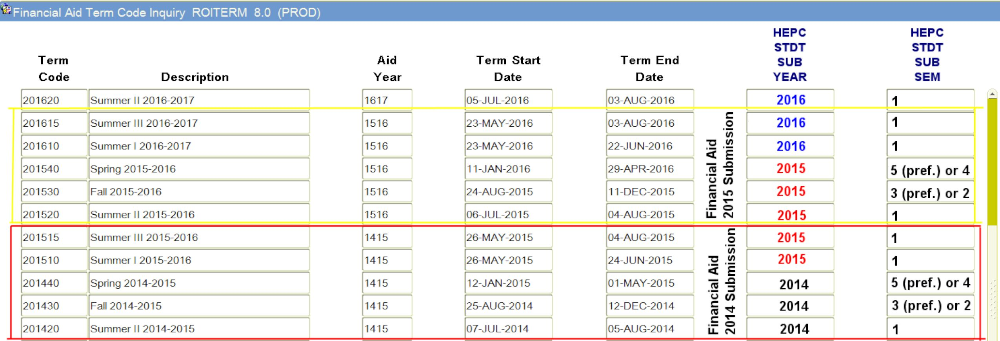 Financial Aid Term Code Inquiry ROITERM 8.0 (PROD)
Term Code Description Aid Year Term Start Date Term End Date HEPC STDT SUB YEAR HEPC STDT SUB SEM
201620 Summer II 2016-2017 1617 05-JUL-2016 03-AUG-2016 2016 1
201615 Summer III 2016-2017 1516 23-MAY-2016 03-AUG-2016 2016 1
201610 Summer I 2016-2017 1516 23-MAY-2016 22-JUN-2016 2016 1
201540 Spring 2015-2016 1516 11-JAN-2016 29-APR-2016 2015 5 (pref.) or 4
201530 Fall 2015-2016 1516 24-AUG-2015 11-DEC-2015 2015 3 (pref.) or 2
201520 Summer II 2015-2016 1516 06-JUL-2015 04-AUG-2015 2015 1
Financial Aid
2015 Submission
201515 Summer III 2015-2016 1415 26-MAY-2015 04-AUG-2015 2015 1
201510 Summer I 2015-2016 1415 26-MAY-2015 24-JUN-2015 2015 1
201440 Spring 2014-2015 1415 12-JAN-2015 01-MAY-2015 2014 5 (pref.) or 4
201430 Fall 2014-2015 1415 25-AUG-2014 12-DEC-2014 2014 3 (pref.) or 2
201420 Summer II 2014-2015 1415 07-JUL-2014 05-AUG-2014 2014 1
Financial Aid
2014 Submission